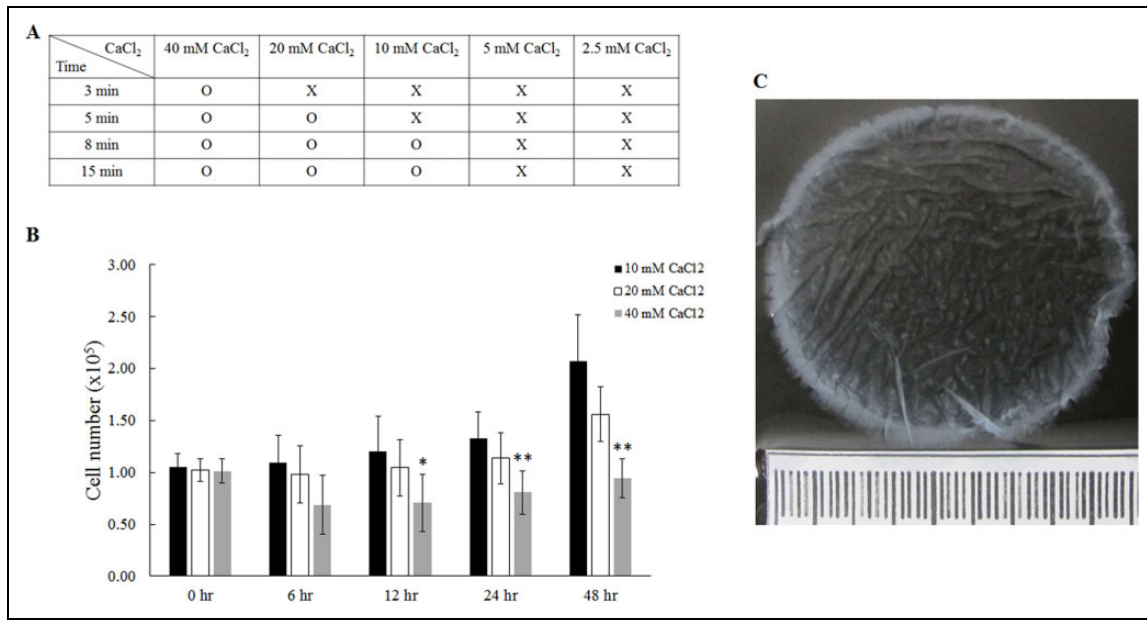 A
CaCl₂ 40 mM CaCl₂ 20 mM CaCl₂ 10 mM CaCl₂ 5 mM CaCl₂ 2.5 mM CaCl₂
Time
3 min O X X X X
5 min O O X X X
8 min O O O X X
15 min O O O X X
C
B
3.00
2.50
2.00
1.50
1.00
0.50
0.00
Cell number (x10⁵)
10 mM CaCl2
20 mM CaCl2
40 mM CaCl2
* ** **
0 hr 6 hr 12 hr 24 hr 48 hr